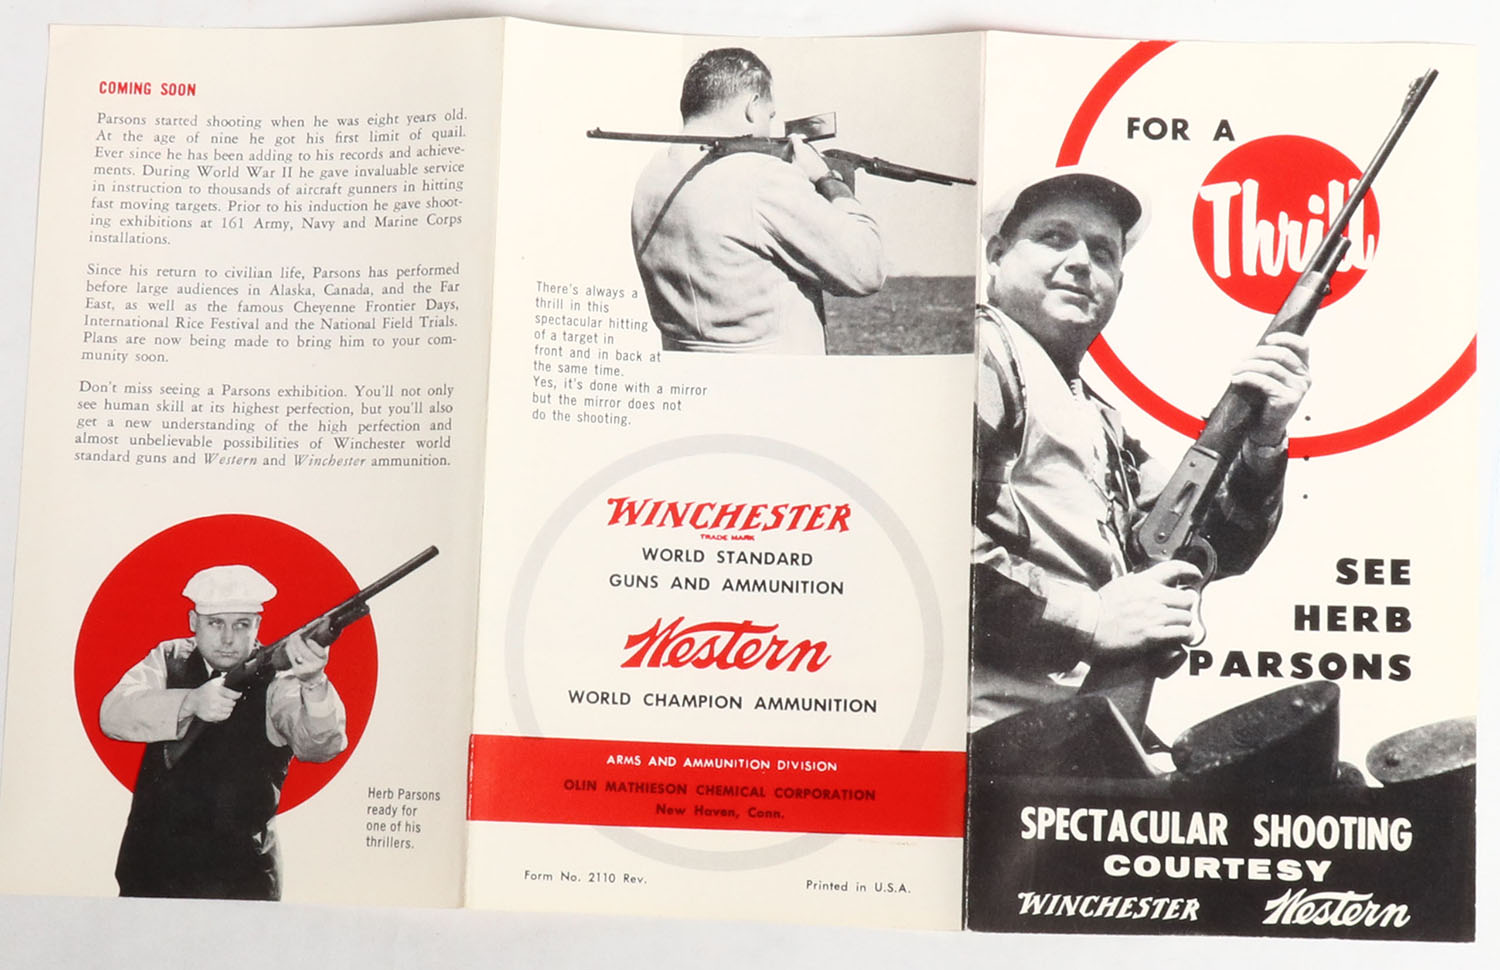 COMING SOON
Parsons started shooting when he was eight years old.
At the age of nine he got his first limit of quail.
Ever since he has been adding to his records and achieve-
ments. During World War II he gave invaluable service
in instruction to thousands of aircraft gunners in hitting
fast moving targets. Prior to his induction he gave shoot-
ing exhibitions at 161 Army, Navy and Marine Corps
installations.
Since his return to civilian life, Parsons has performed
before large audiences in Alaska, Canada, and the Far
East, as well as the famous Cheyenne Frontier Days,
International Rice Festival and the National Field Trials.
Plans are now being made to bring him to your com-
munity soon.
Don't miss seeing a Parsons exhibition. You'll not only
see human skill at its highest perfection, but you'll also
get a new understanding of the high perfection and
almost unbelievable possibilities of Winchester world
standard guns and Western and Winchester ammunition.
Herb Parsons
ready for
one of his
thrillers.
There's always a
thrill in this
spectacular hitting
of a target in
front and in back at
the same time.
Yes, it's done with a mirror
but the mirror does not
do the shooting.
WINCHESTER
TRADE MARK
WORLD STANDARD
GUNS AND AMMUNITION
Western
WORLD CHAMPION AMMUNITION
ARMS AND AMMUNITION DIVISION
OLIN MATHIESON CHEMICAL CORPORATION
New Haven, Conn.
Form No. 2110 Rev.
Printed in U.S.A.
FOR A
Thrill
SEE
HERB
PARSONS
SPECTACULAR SHOOTING
COURTESY
WINCHESTER Western